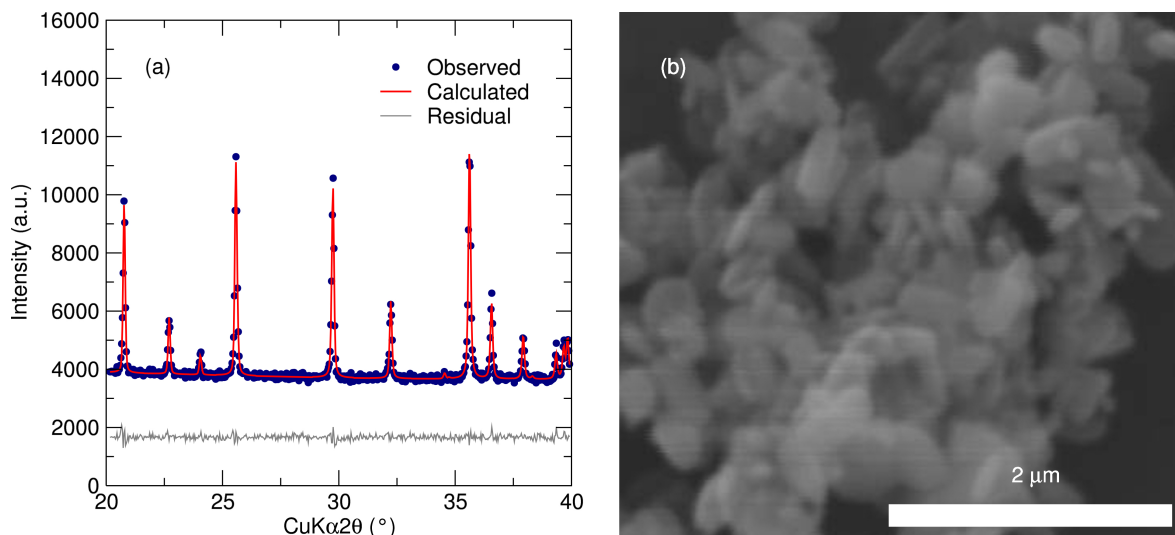 (a)
Observed
Calculated
Residual
16000
14000
12000
10000
8000
6000
4000
2000
0
Intensity (a.u.)
20
25
30
35
40
CuKα2θ (°)
(b)
2 μm